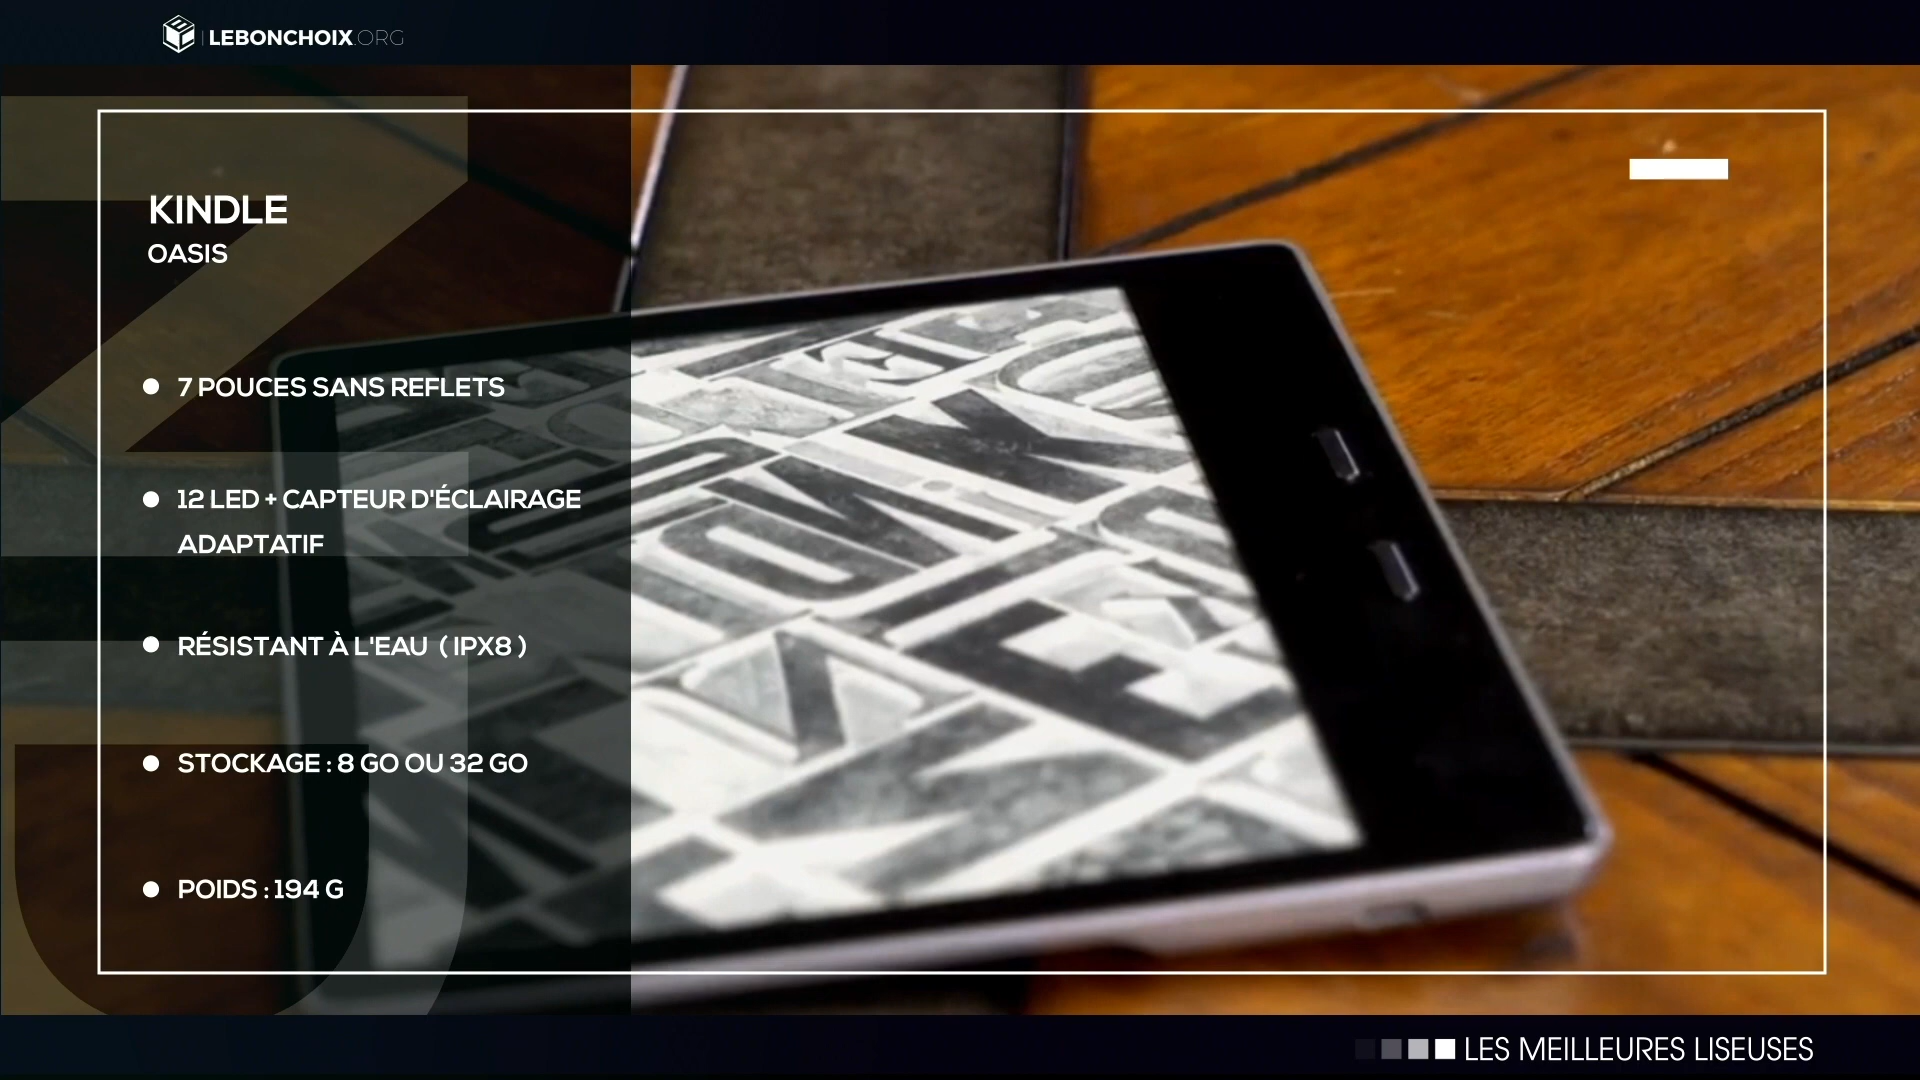 LEBONCHOIX.ORG
KINDLE
OASIS
7 POUCES SANS REFLETS
12 LED + CAPTEUR D'ÉCLAIRAGE
ADAPTATIF
RÉSISTANT À L'EAU ( IPX8 )
STOCKAGE : 8 GO OU 32 GO
POIDS : 194 G
LES MEILLEURES LISEUSES